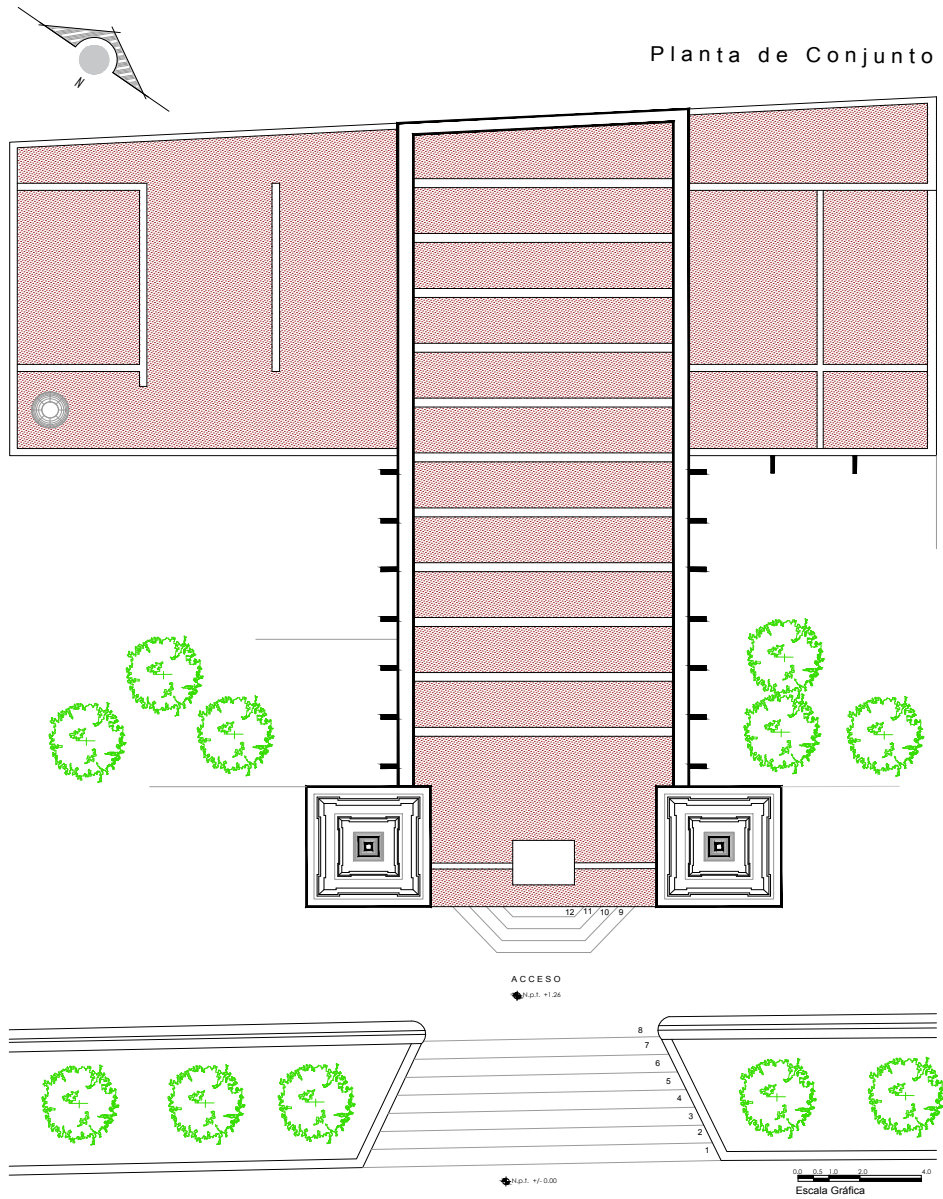 Planta de Conjunto
N
12 11 10 9
ACCESO
N.p.t. +1.26
8
7
6
5
4
3
2
1
N.p.t. +/- 0.00
0.0 0.5 1.0 2.0 4.0
Escala Gráfica